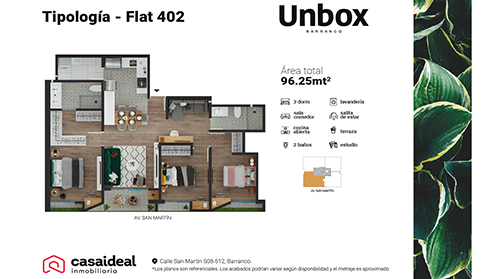 Tipología - Flat 402
Unbox
BARRANCO
Área total
96.25mt²
3 dorm
lavandería
sala
comedor
salita
de estar
cocina
abierta
terraza
2 baños
estudio
AV. SAN MARTÍN
AV. SAN MARTÍN
casaideal
inmobiliaria
Calle San Martín 508-512, Barranco.
*Los planos son referenciales. Los acabados podrían variar según disponibilidad y el metraje es aproximado.